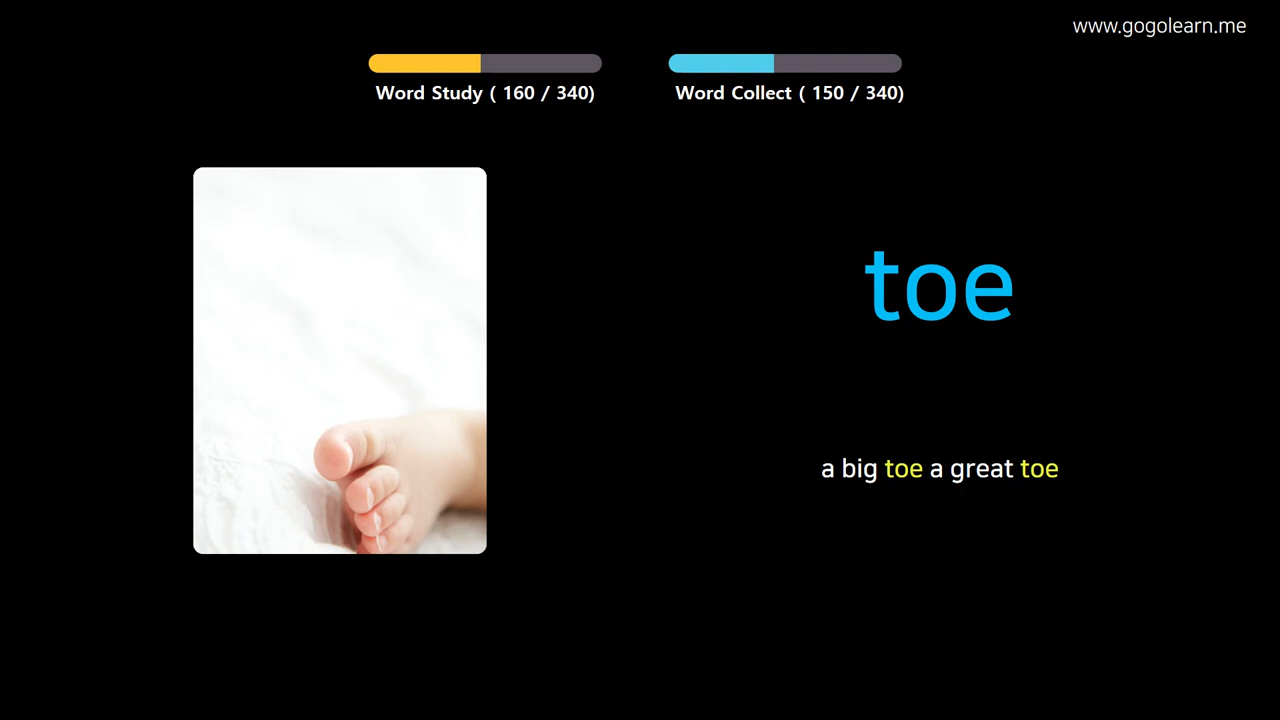 www.gogolearn.me
Word Study ( 160 / 340)
Word Collect ( 150 / 340)
toe
a big toe a great toe